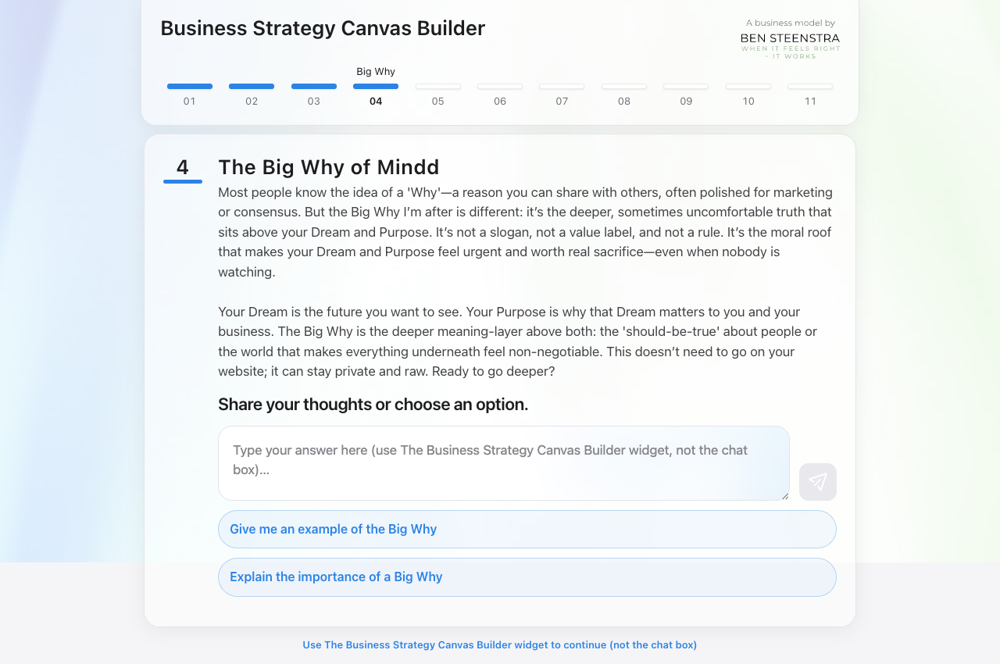 Business Strategy Canvas Builder
A business model by
BEN STEENSTRA
WHEN IT FEELS RIGHT
- IT WORKS
Big Why
01 02 03 04 05 06 07 08 09 10 11
4
The Big Why of Mindd
Most people know the idea of a 'Why'—a reason you can share with others, often polished for marketing
or consensus. But the Big Why I’m after is different: it’s the deeper, sometimes uncomfortable truth that
sits above your Dream and Purpose. It’s not a slogan, not a value label, and not a rule. It’s the moral roof
that makes your Dream and Purpose feel urgent and worth real sacrifice—even when nobody is
watching.
Your Dream is the future you want to see. Your Purpose is why that Dream matters to you and your
business. The Big Why is the deeper meaning-layer above both: the 'should-be-true' about people or
the world that makes everything underneath feel non-negotiable. This doesn’t need to go on your
website; it can stay private and raw. Ready to go deeper?
Share your thoughts or choose an option.
Type your answer here (use The Business Strategy Canvas Builder widget, not the chat
box)...
Give me an example of the Big Why
Explain the importance of a Big Why
Use The Business Strategy Canvas Builder widget to continue (not the chat box)